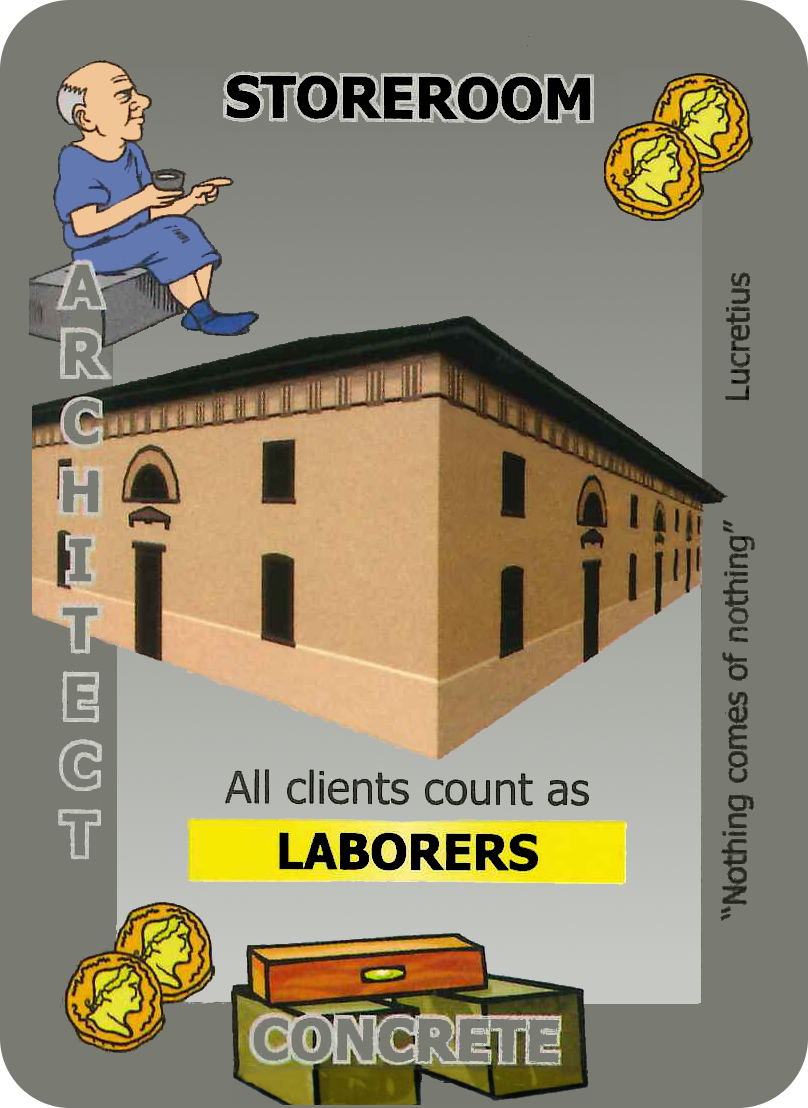 STOREROOM
ARCHITECT
All clients count as
LABORERS
CONCRETE
"Nothing comes of nothing” Lucretius